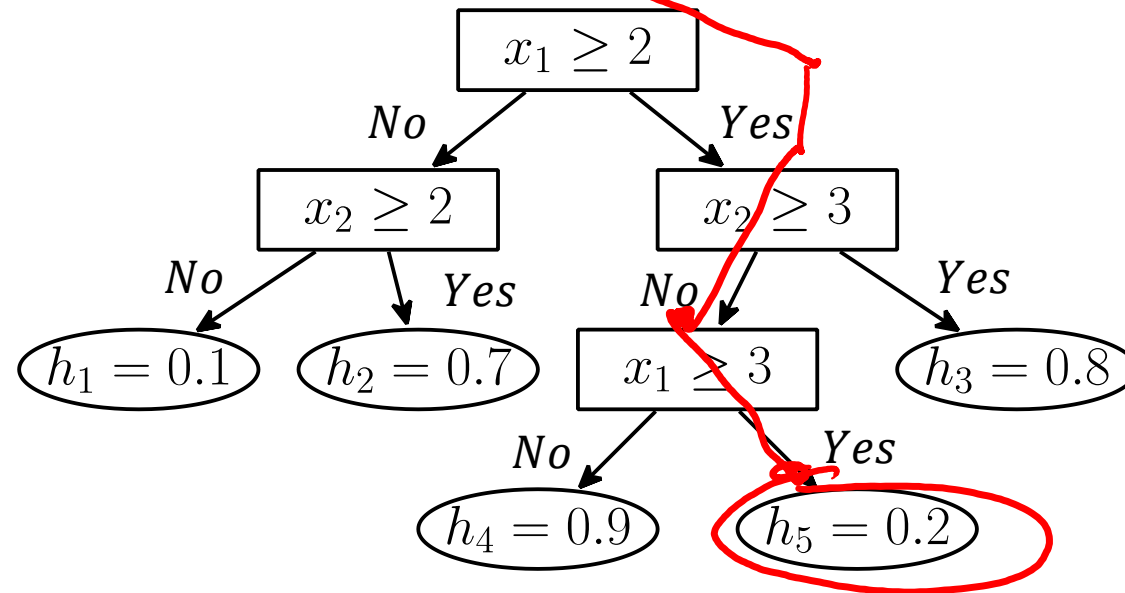 x₁ ≥ 2
No Yes
x₂ ≥ 2 x₂ ≥ 3
No Yes No Yes
h₁ = 0.1 h₂ = 0.7 x₁ ≥ 3 h₃ = 0.8
No Yes
h₄ = 0.9 h₅ = 0.2